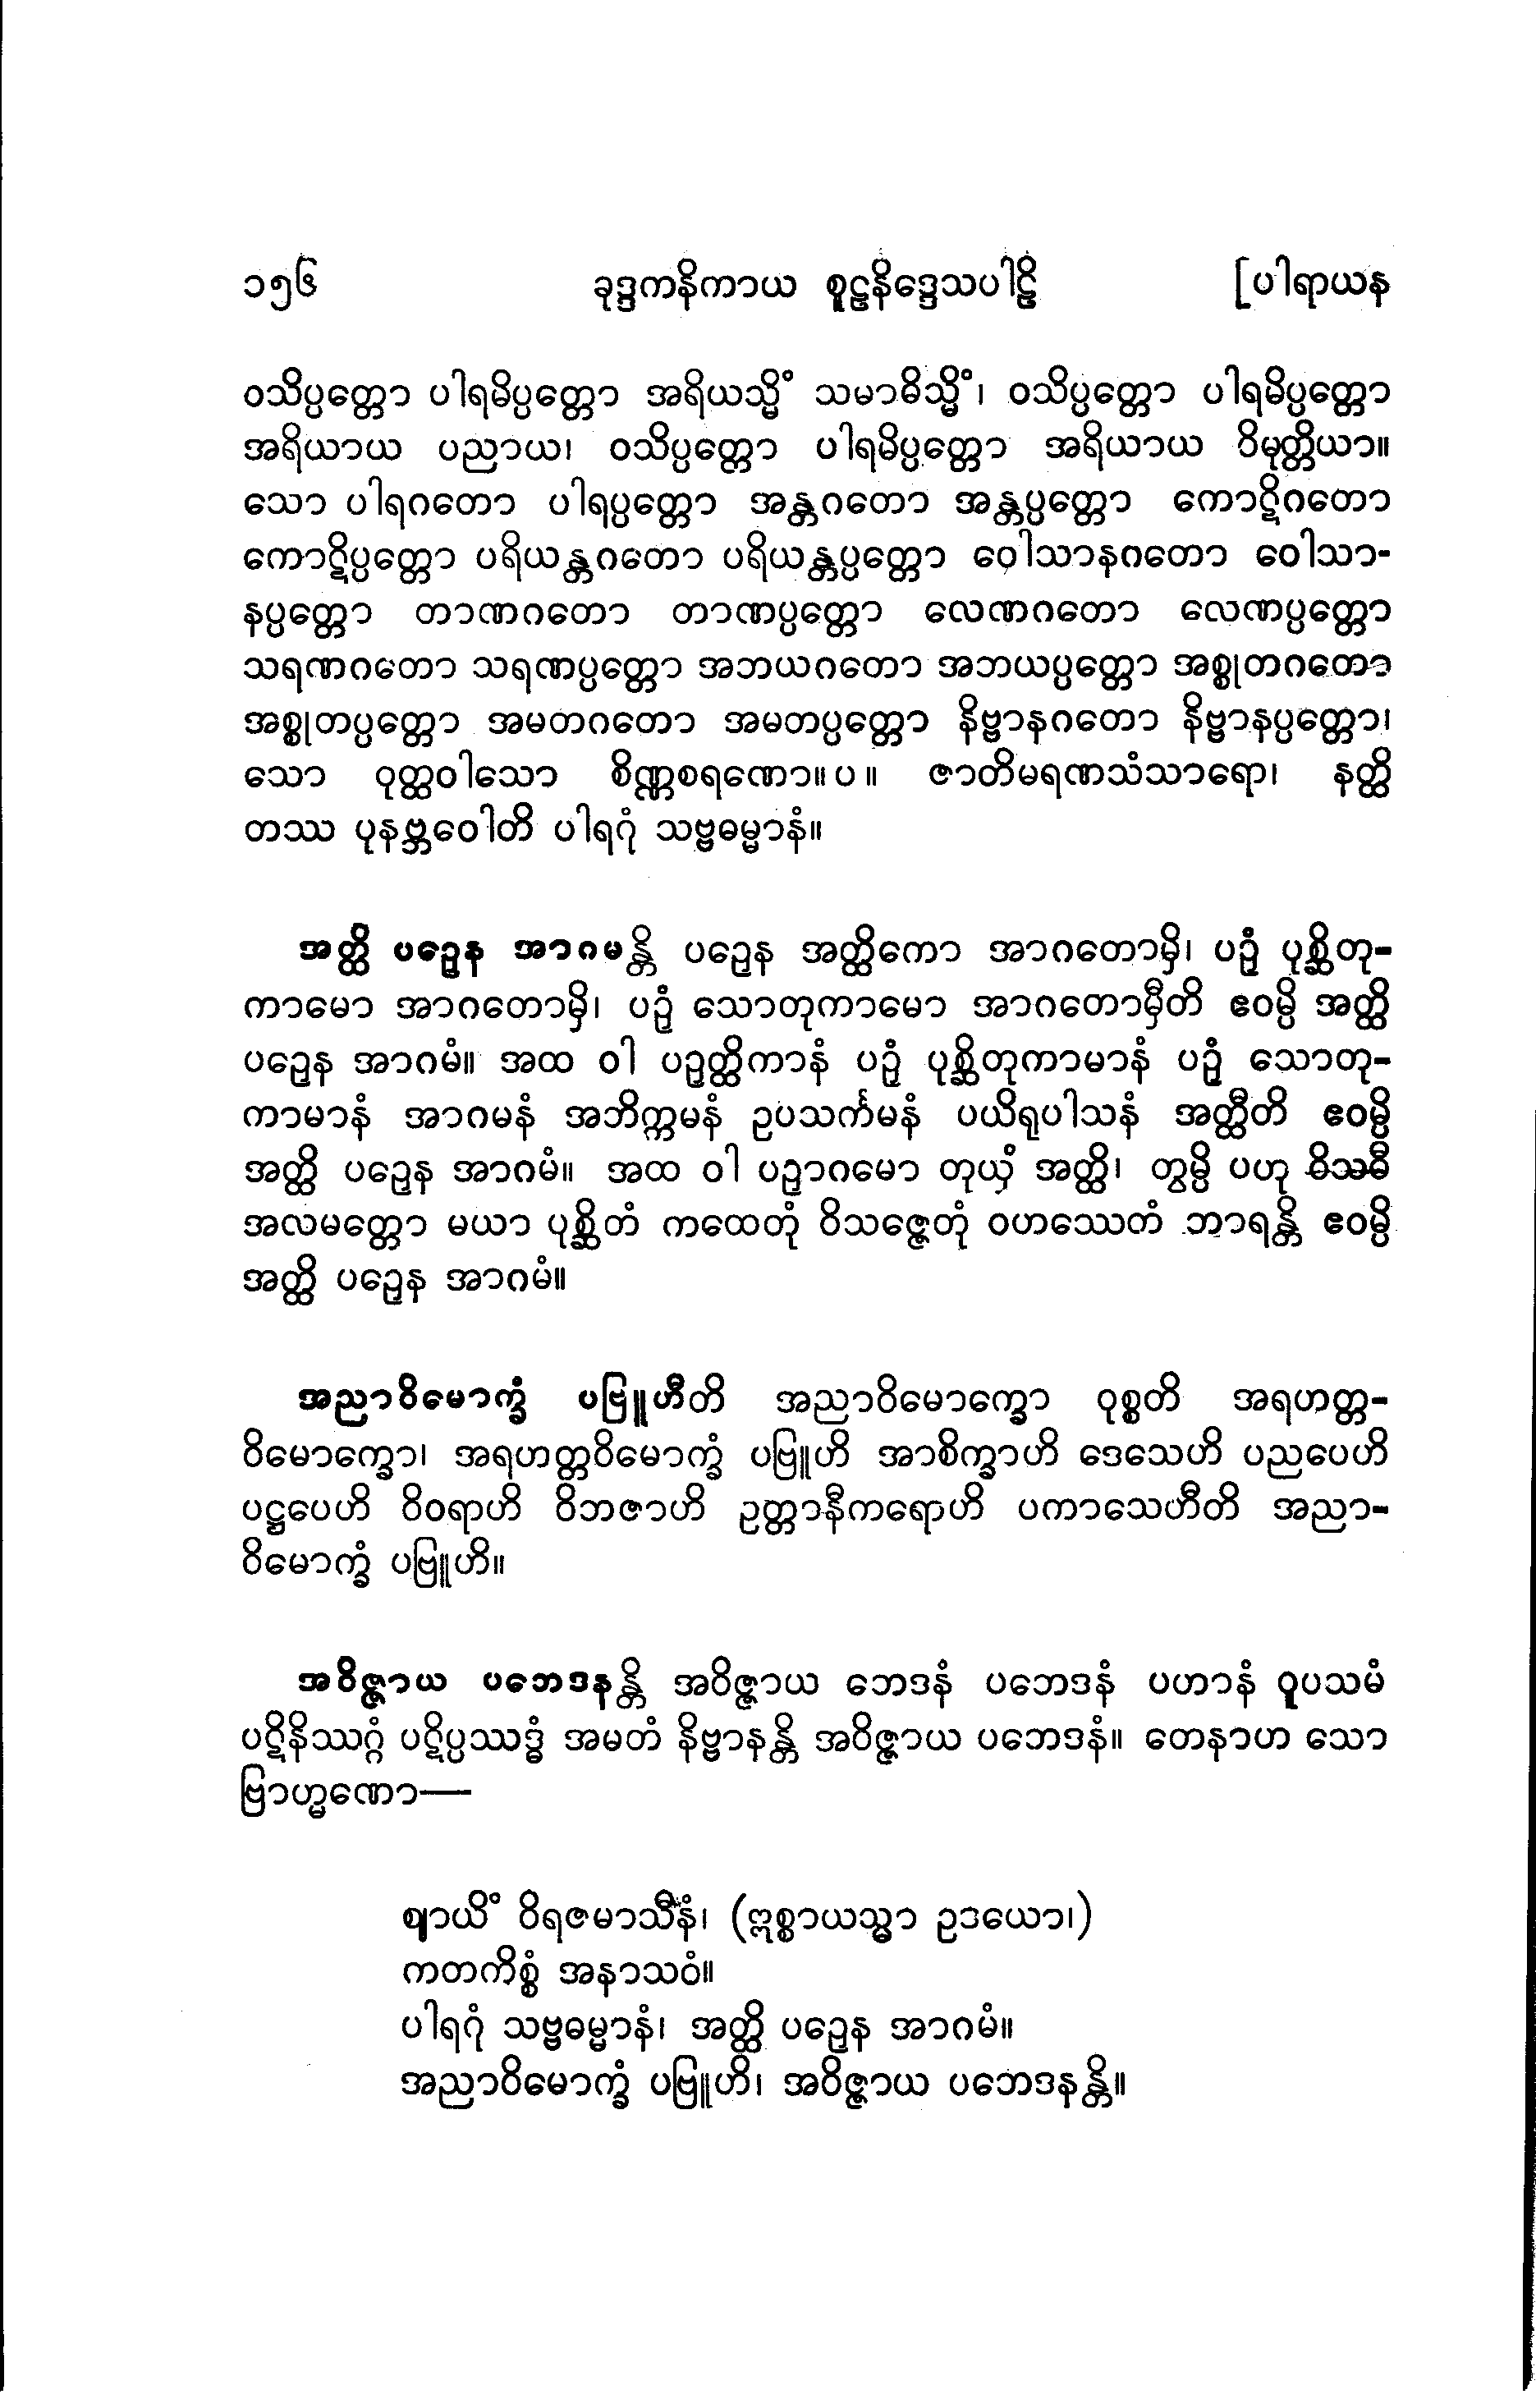 ၁၅၆ ခုဒ္ဒကနိကာယ စူဠနိဒ္ဒေသပါဠိ [ပါရာယန
ဝသိပ္ပတ္တော ပါရမိပ္ပတ္တော အရိယသ္မိံ သမာဓိသ္မိံ၊ ဝသိပ္ပတ္တော ပါရမိပ္ပတ္တော
အရိယာယ ပညာယ၊ ဝသိပ္ပတ္တော ပါရမိပ္ပတ္တော အရိယာယ ဝိမုတ္တိယာ။
သော ပါရဂတော ပါရပ္ပတ္တော အန္တဂတော အန္တပ္ပတ္တော ကောဋိဂတော
ကောဋိပ္ပတ္တော ပရိယန္တဂတော ပရိယန္တပ္ပတ္တော ဝေါသာနဂတော ဝေါသာ-
နပ္ပတ္တော တာဏဂတော တာဏပ္ပတ္တော လေဏဂတော လေဏပ္ပတ္တော
သရဏဂတော သရဏပ္ပတ္တော အဘယဂတော အဘယပ္ပတ္တော အစ္စုတဂတော
အစ္စုတပ္ပတ္တော အမတဂတော အမတပ္ပတ္တော နိဗ္ဗာနဂတော နိဗ္ဗာနပ္ပတ္တော၊
သော ဝုတ္ထဝါသော စိဏ္ဏစရဏော။ပ။ ဇာတိမရဏသံသာရော၊ နတ္ထိ
တဿ ပုနဗ္ဘဝေါတိ ပါရဂုံ သဗ္ဗဓမ္မာနံ။
အတ္ထိ ပဉှေန အာဂမန္တိ ပဉှေန အတ္ထိကော အာဂတောမှိ၊ ပဉှံ ပုစ္ဆိတု-
ကာမော အာဂတောမှိ၊ ပဉှံ သောတုကာမော အာဂတောမှီတိ ဧဝမ္ပိ အတ္ထိ
ပဉှေန အာဂမံ။ အထ ဝါ ပဉှတ္ထိကာနံ ပဉှံ ပုစ္ဆိတုကာမာနံ ပဉှံ သောတု-
ကာမာနံ အာဂမနံ အဘိက္ကမနံ ဥပသင်္ကမနံ ပယိရုပါသနံ အတ္ထီတိ ဧဝမ္ပိ
အတ္ထိ ပဉှေန အာဂမံ။ အထ ဝါ ပဉှာဂမော တုယှံ အတ္ထိ၊ တွမ္ပိ ပဟု ဝိသဝီ
အလမတ္တော မယာ ပုစ္ဆိတံ ကထေတုံ ဝိသဇ္ဇေတုံ ဝဟဿေတံ ဘာရန္တိ ဧဝမ္ပိ
အတ္ထိ ပဉှေန အာဂမံ။
အညာဝိမောက္ခံ ပဗြူဟီတိ အညာဝိမောက္ခော ဝုစ္စတိ အရဟတ္တ-
ဝိမောက္ခော၊ အရဟတ္တဝိမောက္ခံ ပဗြူဟိ အာစိက္ခာဟိ ဒေသေဟိ ပညပေဟိ
ပဋ္ဌပေဟိ ဝိဝရာဟိ ဝိဘဇာဟိ ဥတ္တာနီကရောဟိ ပကာသေဟီတိ အညာ-
ဝိမောက္ခံ ပဗြူဟိ။
အဝိဇ္ဇာယ ပဘေဒနန္တိ အဝိဇ္ဇာယ ဘေဒနံ ပဘေဒနံ ပဟာနံ ဝူပသမံ
ပဋိနိဿဂ္ဂံ ပဋိပ္ပဿဒ္ဓံ အမတံ နိဗ္ဗာနန္တိ အဝိဇ္ဇာယ ပဘေဒနံ။ တေနာဟ သော
ဗြာဟ္မဏော—
ဈာယိံ ဝိရဇမာသီနံ၊ (ဣစ္စာယသ္မာ ဥဒယော၊)
ကတကိစ္စံ အနာသဝံ။
ပါရဂုံ သဗ္ဗဓမ္မာနံ၊ အတ္ထိ ပဉှေန အာဂမံ။
အညာဝိမောက္ခံ ပဗြူဟိ၊ အဝိဇ္ဇာယ ပဘေဒနန္တိ။